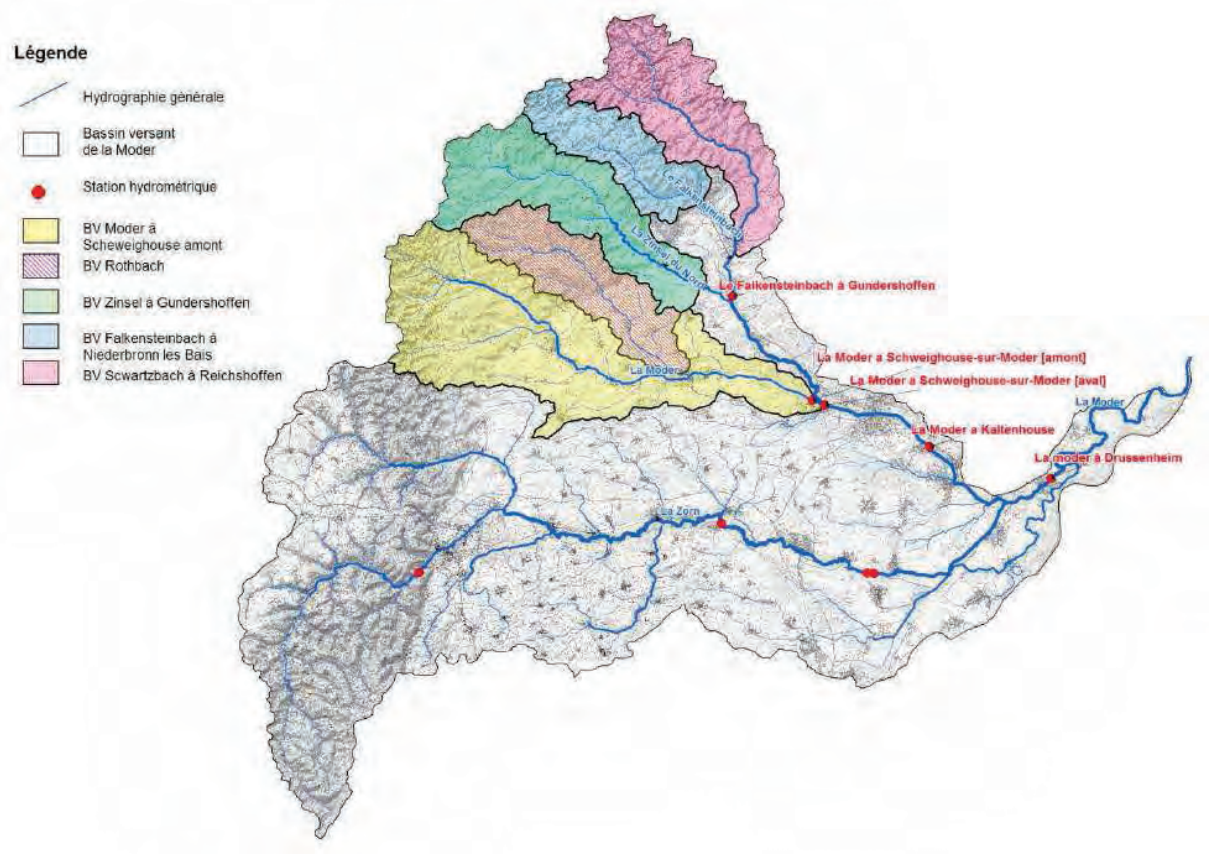 Légende
Hydrographie générale
Bassin versant
de la Moder
Station hydrométrique
BV Moder à
Scheweighouse amont
BV Rothbach
BV Zinsel à Gundershoffen
BV Falkensteinbach à
Niederbronn les Bais
BV Scwartzbach à Reichshoffen
Le Falkensteinbach
La Zinsel du Nord
Le Falkensteinbach à Gundershoffen
La Moder a Schweighouse-sur-Moder [amont]
La Moder a Schweighouse-sur-Moder [aval]
La Moder
La Moder
La Moder a Kaltenhouse
La moder à Drussenheim
La Zorn